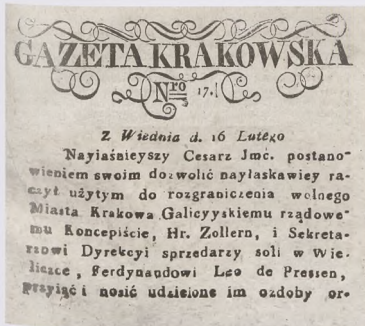 GAZETA KRAKOWSKA
Nro 17.
Z Wiednia d. 16 Lutego
Nayiaśnieyszy Cesarz Jmć. postano-
wieniem swoim dozwolić nayłaskawiey ra-
czył użytym do rozgraniczenia wolnego
Miasta Krakowa Galicyyskiemu rządowe-
mu Koncepiście, Hr. Zollern, i Sekreta-
rzowi Dyrekcyi sprzedarzy soli w Wie-
liczce, Ferdynandowi Leo de Pressen,
przyiąć i nosić udzielone im ozdoby or-